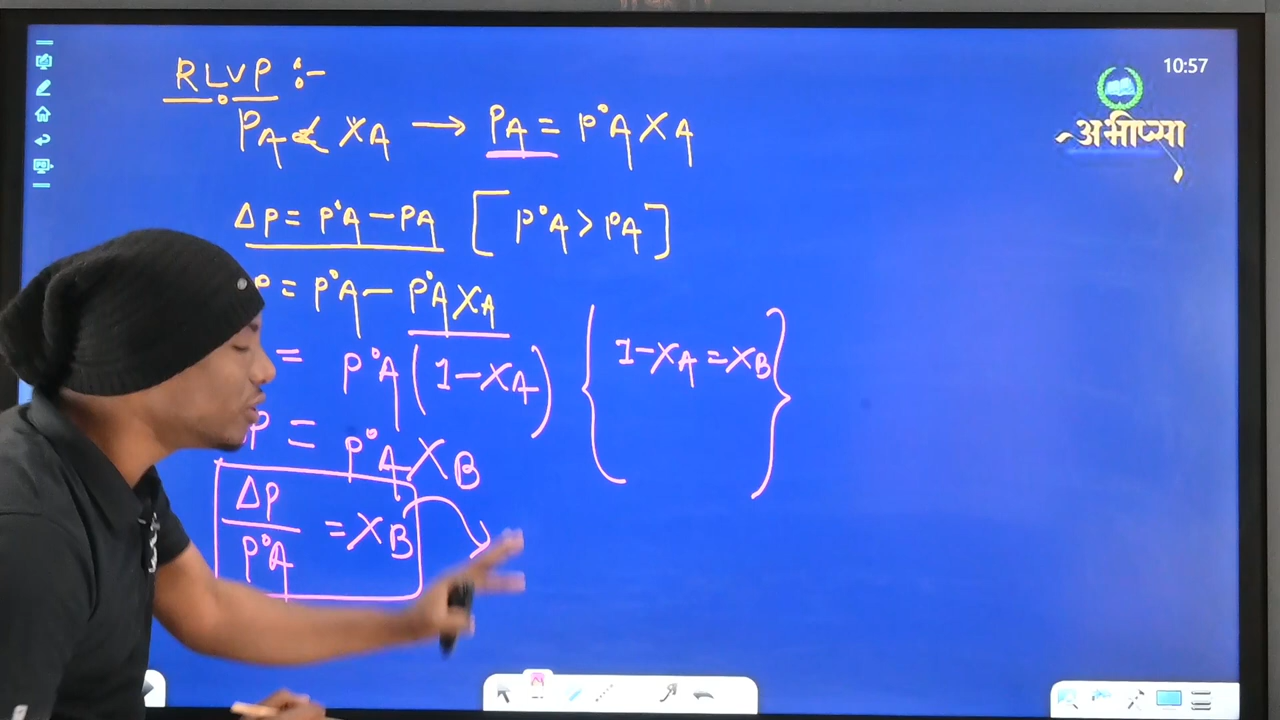 RLVP :-
PA ∝ XA → PA = P°A XA
ΔP = P°A - PA [P°A > PA]
P = P°A - P°A XA
= P°A (1 - XA) {1 - XA = XB}
P = P°A XB
ΔP/P°A = XB
10:57
अभीप्सा